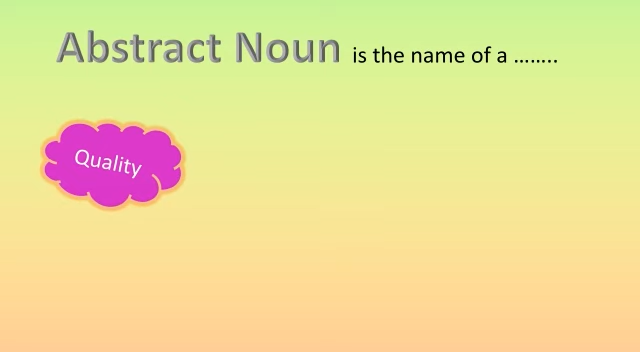 Abstract Noun is the name of a ........
Quality